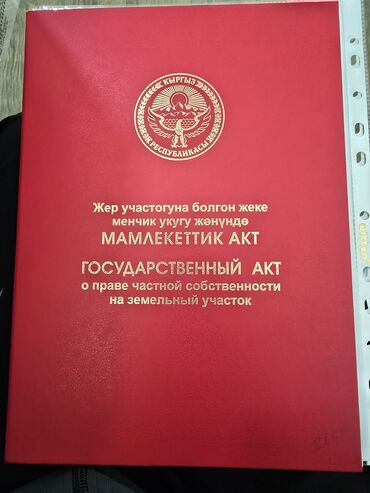 КЫРГЫЗ
РЕСПУБЛИКАСЫ
Жер участогуна болгон жеке
менчик укугу жөнүндө
МАМЛЕКЕТТИК АКТ
ГОСУДАРСТВЕННЫЙ АКТ
о праве частной собственности
на земельный участок